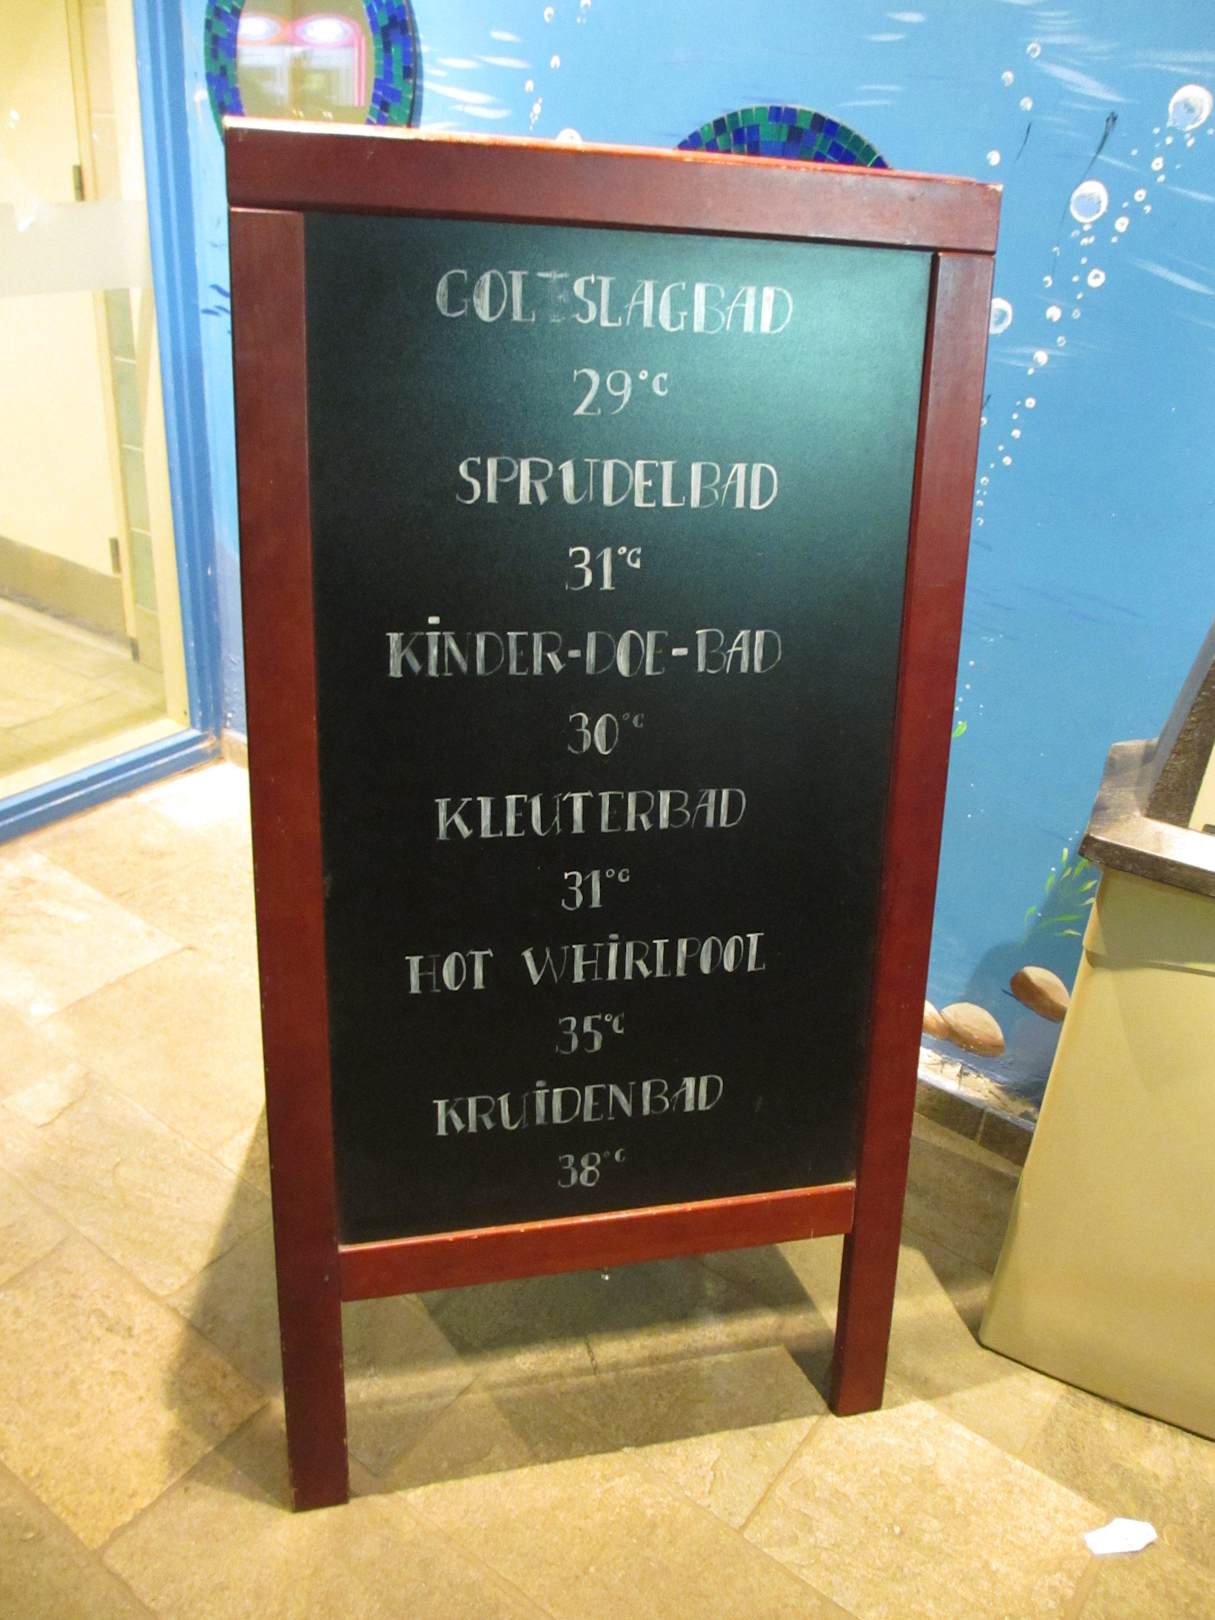 GOLFSLAGBAD
29°C
SPRUDELBAD
31°C
KINDER-DOE-BAD
30°C
KLEUTERBAD
31°C
HOT WHIRLPOOL
35°C
KRUIDENBAD
38°C